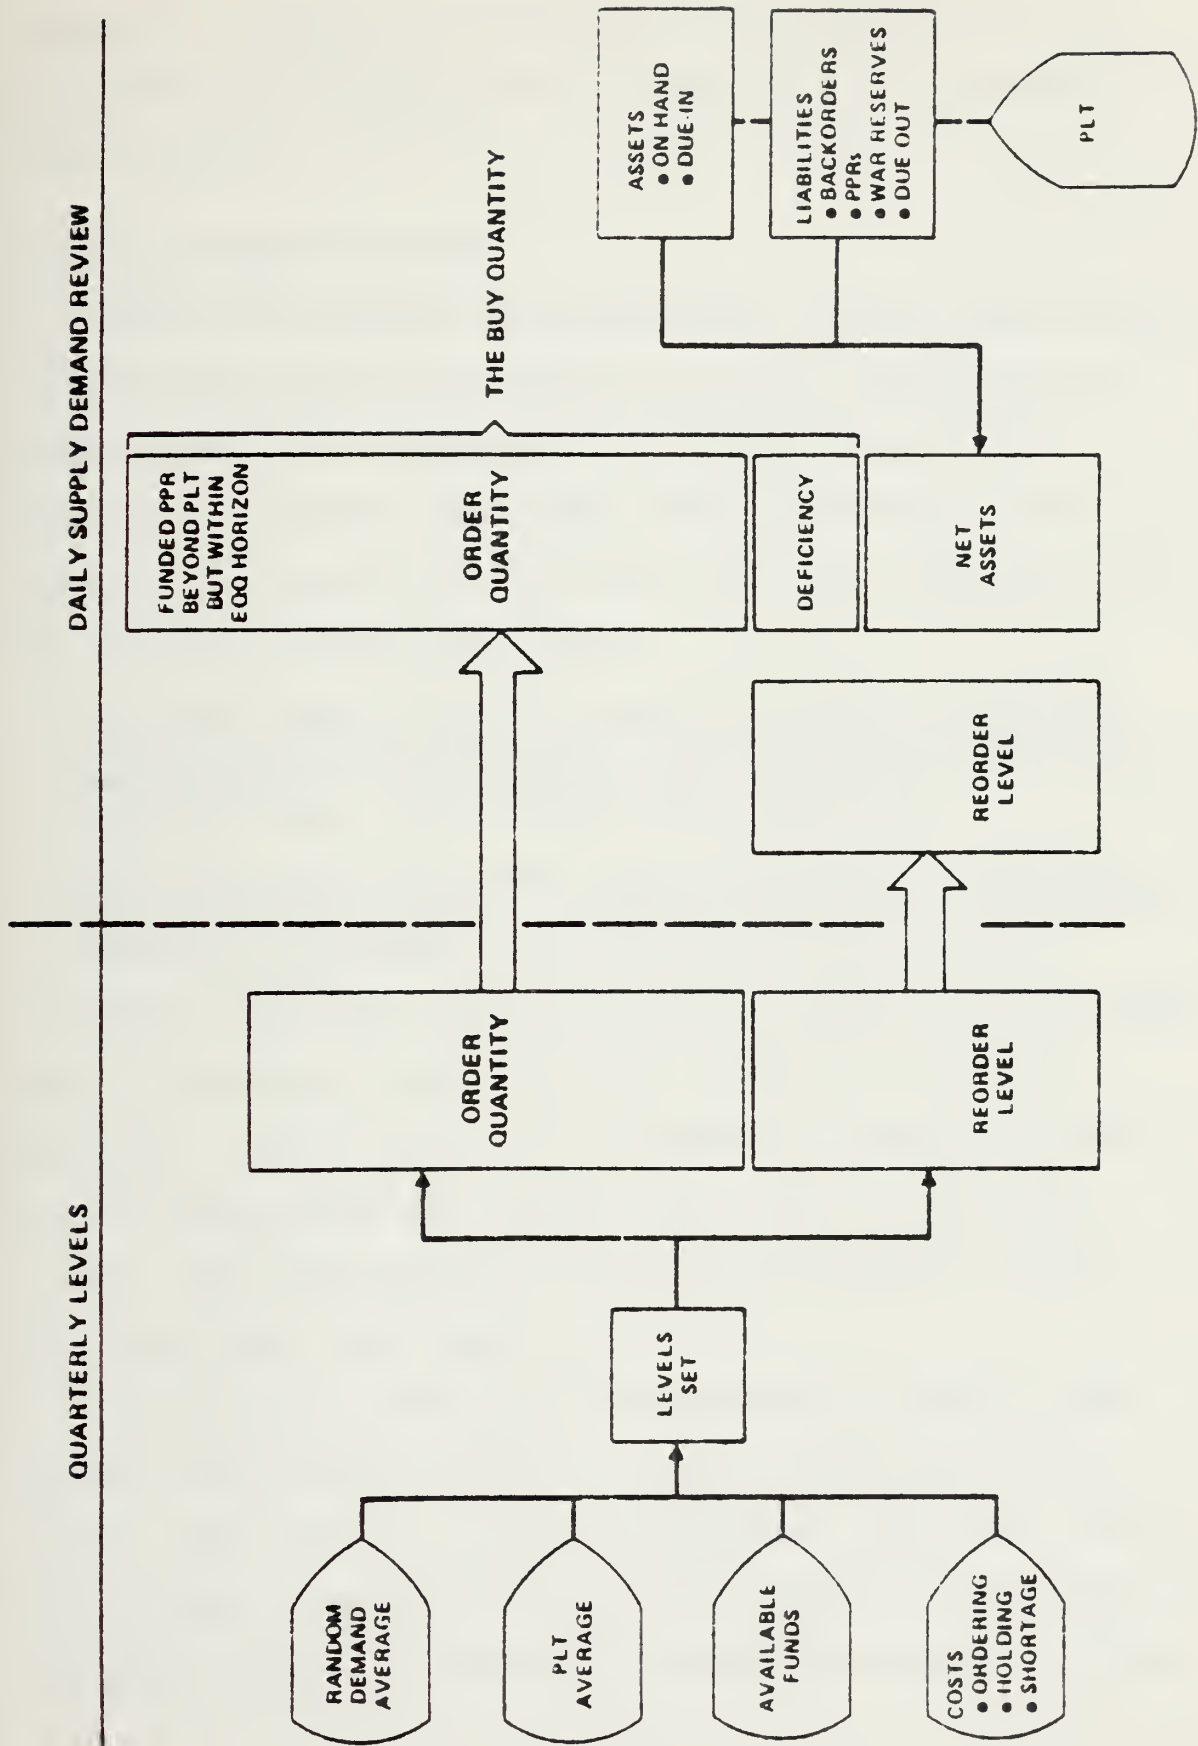 QUARTERLY LEVELS
DAILY SUPPLY DEMAND REVIEW
RANDOM
DEMAND
AVERAGE
PLT
AVERAGE
AVAILABLE
FUNDS
COSTS
• ORDERING
• HOLDING
• SHORTAGE
LEVELS
SET
ORDER
QUANTITY
REORDER
LEVEL
REORDER
LEVEL
FUNDED PPR
BEYOND PLT
BUT WITHIN
EOQ HORIZON
ORDER
QUANTITY
DEFICIENCY
NET
ASSETS
THE BUY QUANTITY
ASSETS
• ON HAND
• DUE-IN
LIABILITIES
• BACKORDERS
• PPRs
• WAR RESERVES
• DUE OUT
PLT